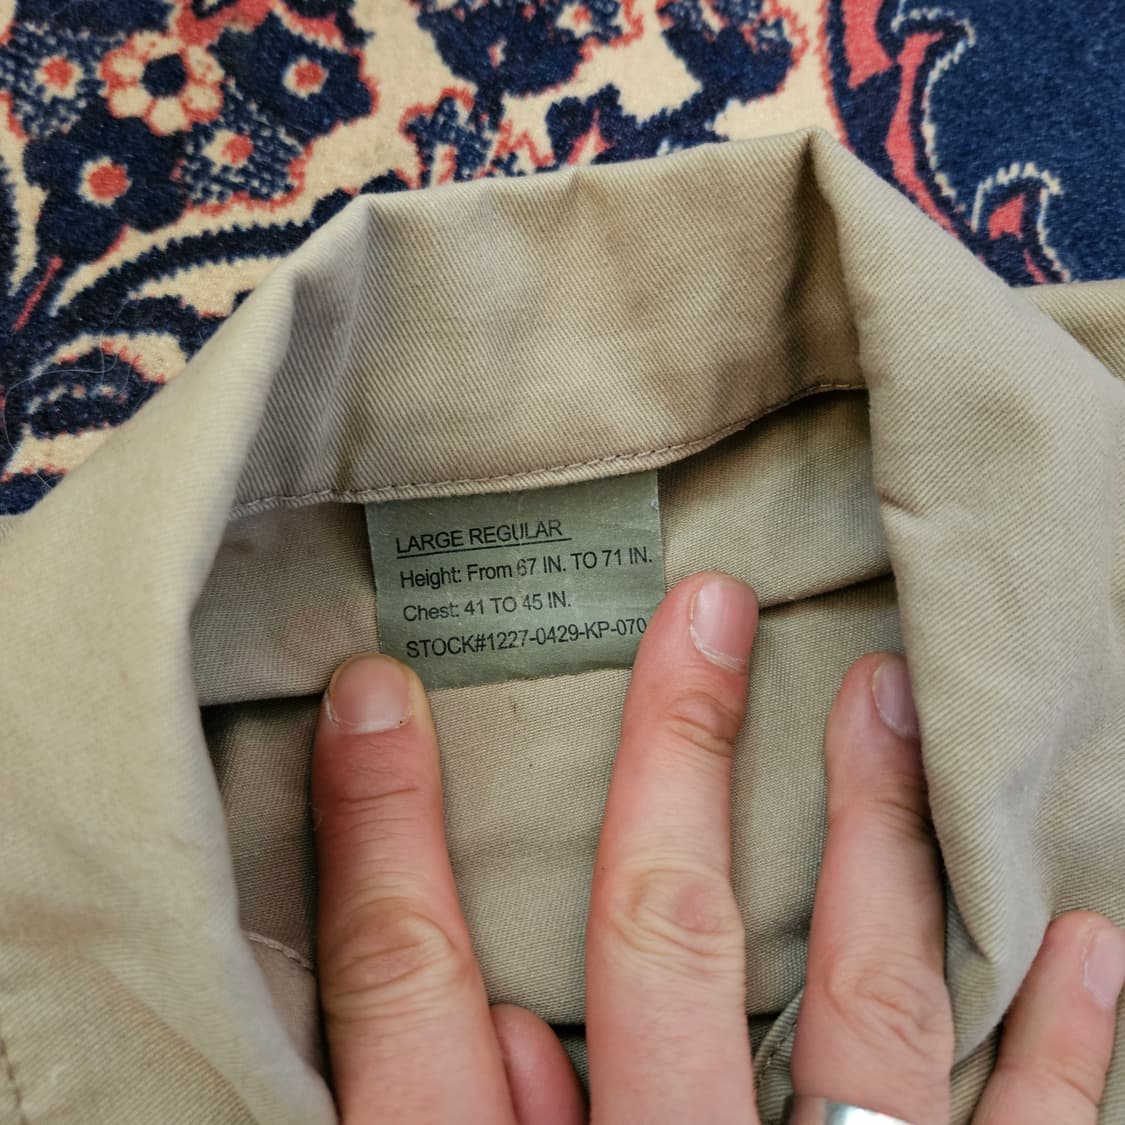 LARGE REGULAR
Height: From 67 IN. TO 71 IN.
Chest: 41 TO 45 IN.
STOCK#1227-0429-KP-070